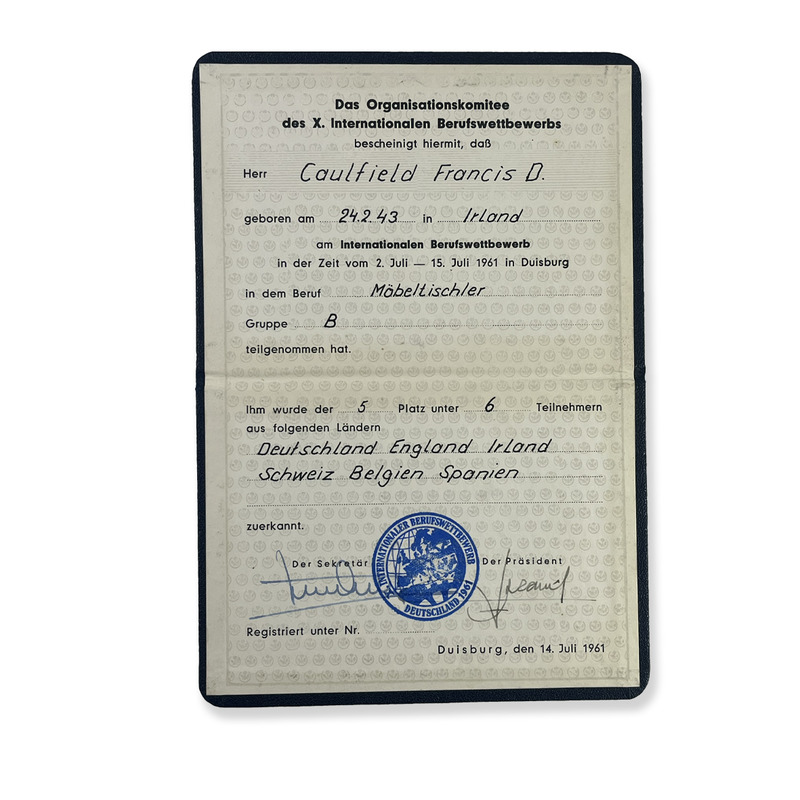 Das Organisationskomitee
des X. Internationalen Berufswettbewerbs
bescheinigt hiermit, daß
Herr Caulfield Francis D.
geboren am 24.2.43 in Irland
am Internationalen Berufswettbewerb
in der Zeit vom 2. Juli — 15. Juli 1961 in Duisburg
in dem Beruf Möbeltischler
Gruppe B
teilgenommen hat.
Ihm wurde der 5 Platz unter 6 Teilnehmern
aus folgenden Ländern
Deutschland England Irland
Schweiz Belgien Spanien
zuerkannt.
Der Sekretär
X. INTERNATIONALER BERUFSWETTBEWERB
DEUTSCHLAND 1961
Der Präsident
Registriert unter Nr.
Duisburg, den 14. Juli 1961